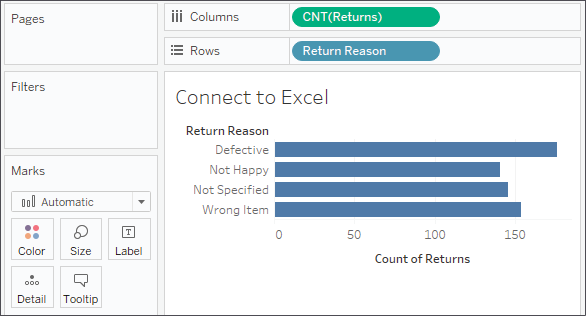 Pages
Columns
CNT(Returns)
Rows
Return Reason
Filters
Marks
Automatic
Color
Size
Label
Detail
Tooltip
Connect to Excel
Return Reason
Defective
Not Happy
Not Specified
Wrong Item
0 50 100 150
Count of Returns